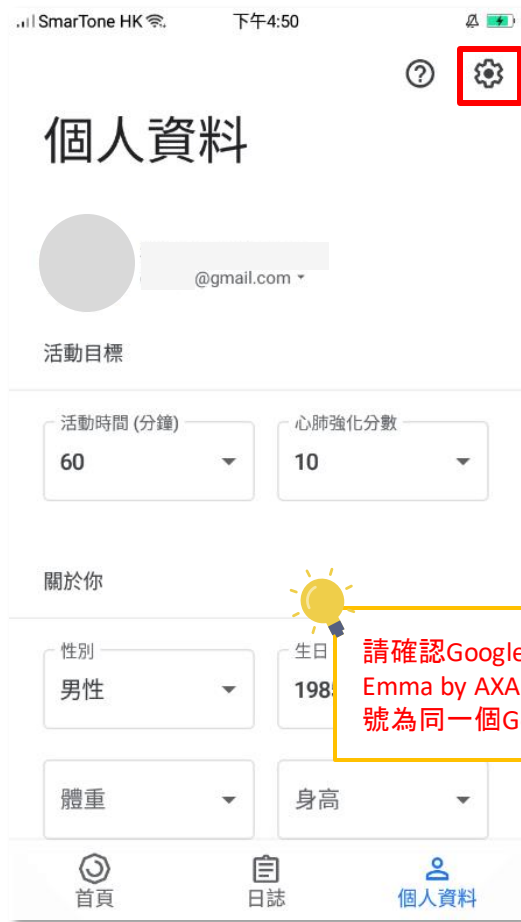 SmarTone HK
下午4:50
個人資料
@gmail.com
活動目標
活動時間 (分鐘)
心肺強化分數
60
10
關於你
性別
生日
男性
198
請確認Google
Emma by AXA
號為同一個G
體重
身高
首頁
日誌
個人資料